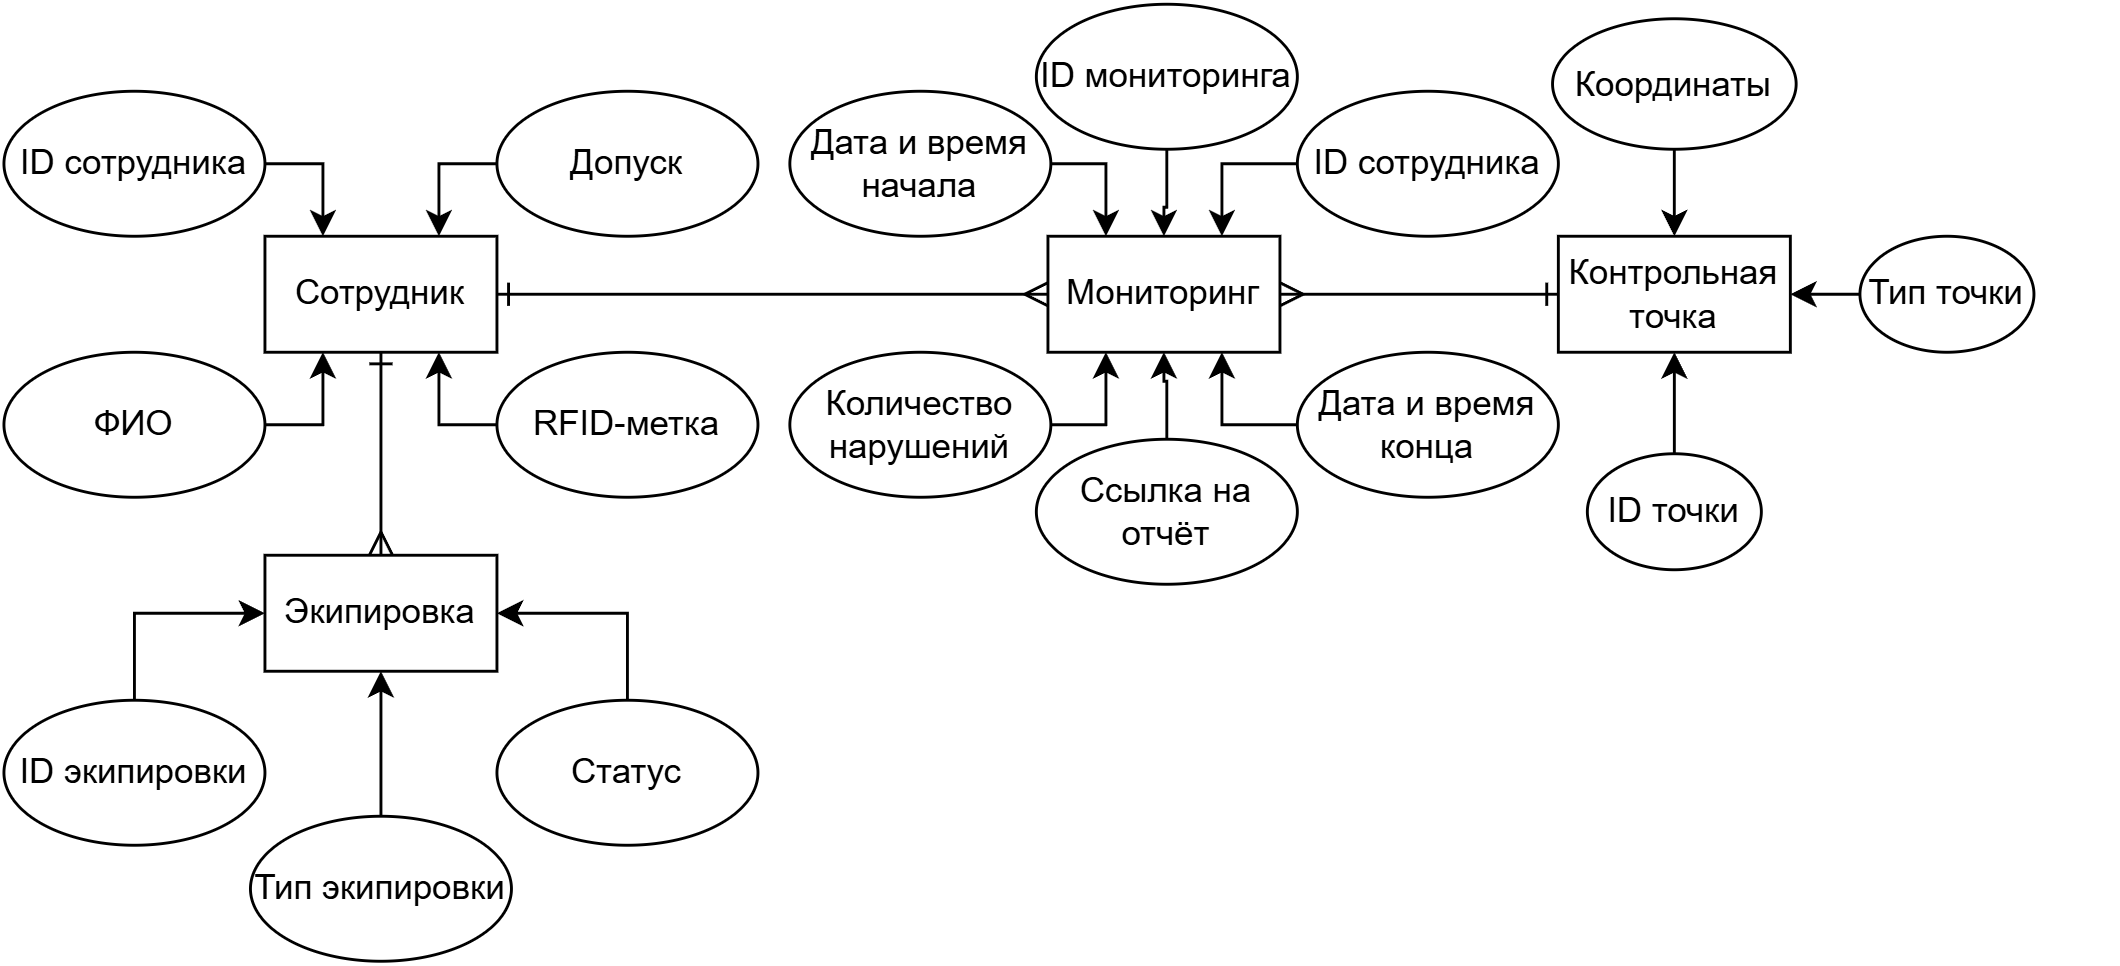 ID мониторинга
Координаты
ID сотрудника
Допуск
Дата и время
начала
ID сотрудника
Сотрудник
Мониторинг
Контрольная
точка
Тип точки
ФИО
RFID-метка
Количество
нарушений
Дата и время
конца
Ссылка на
отчёт
ID точки
Экипировка
ID экипировки
Статус
Тип экипировки